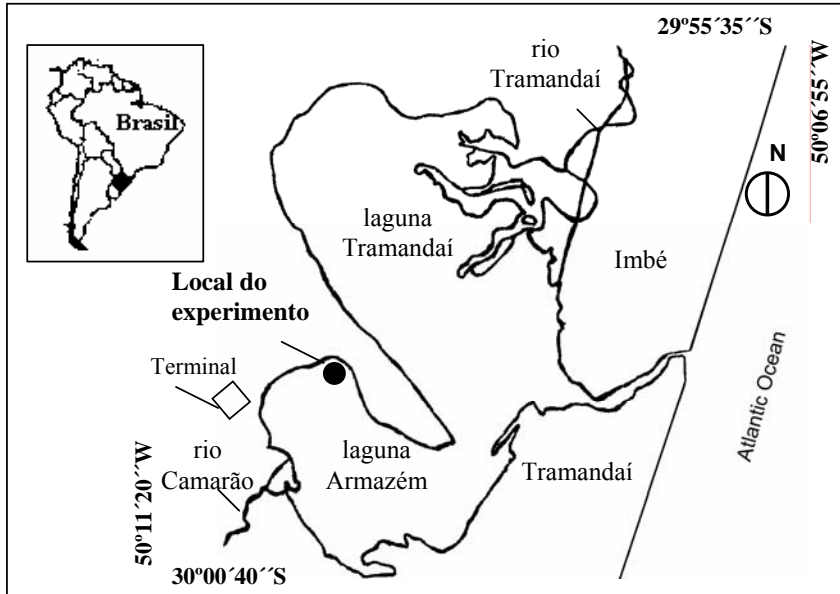 29º55´35´´S
50º06´55´´W
rio
Tramandaí
Brasil
N
laguna
Tramandaí
Imbé
Local do
experimento
Terminal
Atlantic Ocean
rio
Camarão
laguna
Armazém
Tramandaí
50º11´20´´W
30º00´40´´S